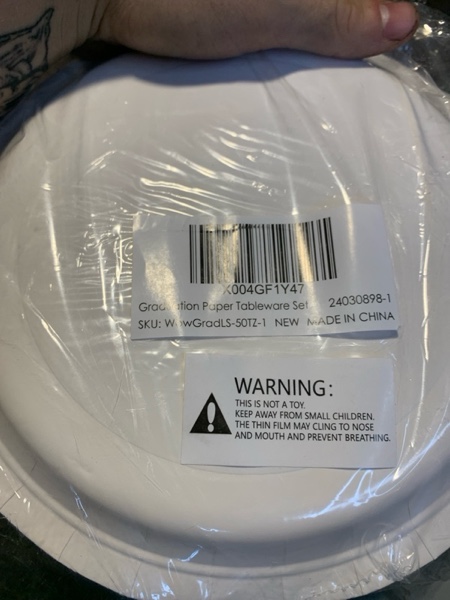 X004GF1Y47
Graduation Paper Tableware Set 24030898-1
SKU: WowGradLS-50TZ-1 NEW MADE IN CHINA
WARNING:
THIS IS NOT A TOY.
KEEP AWAY FROM SMALL CHILDREN.
THE THIN FILM MAY CLING TO NOSE
AND MOUTH AND PREVENT BREATHING.